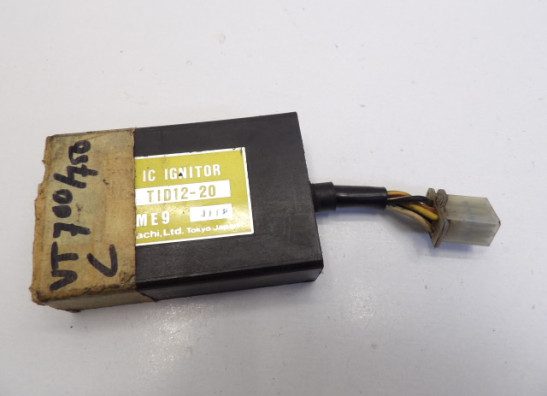 VT700/750
C
IC IGNITOR
TID12-20
ME9
achi, Ltd. Tokyo Japan